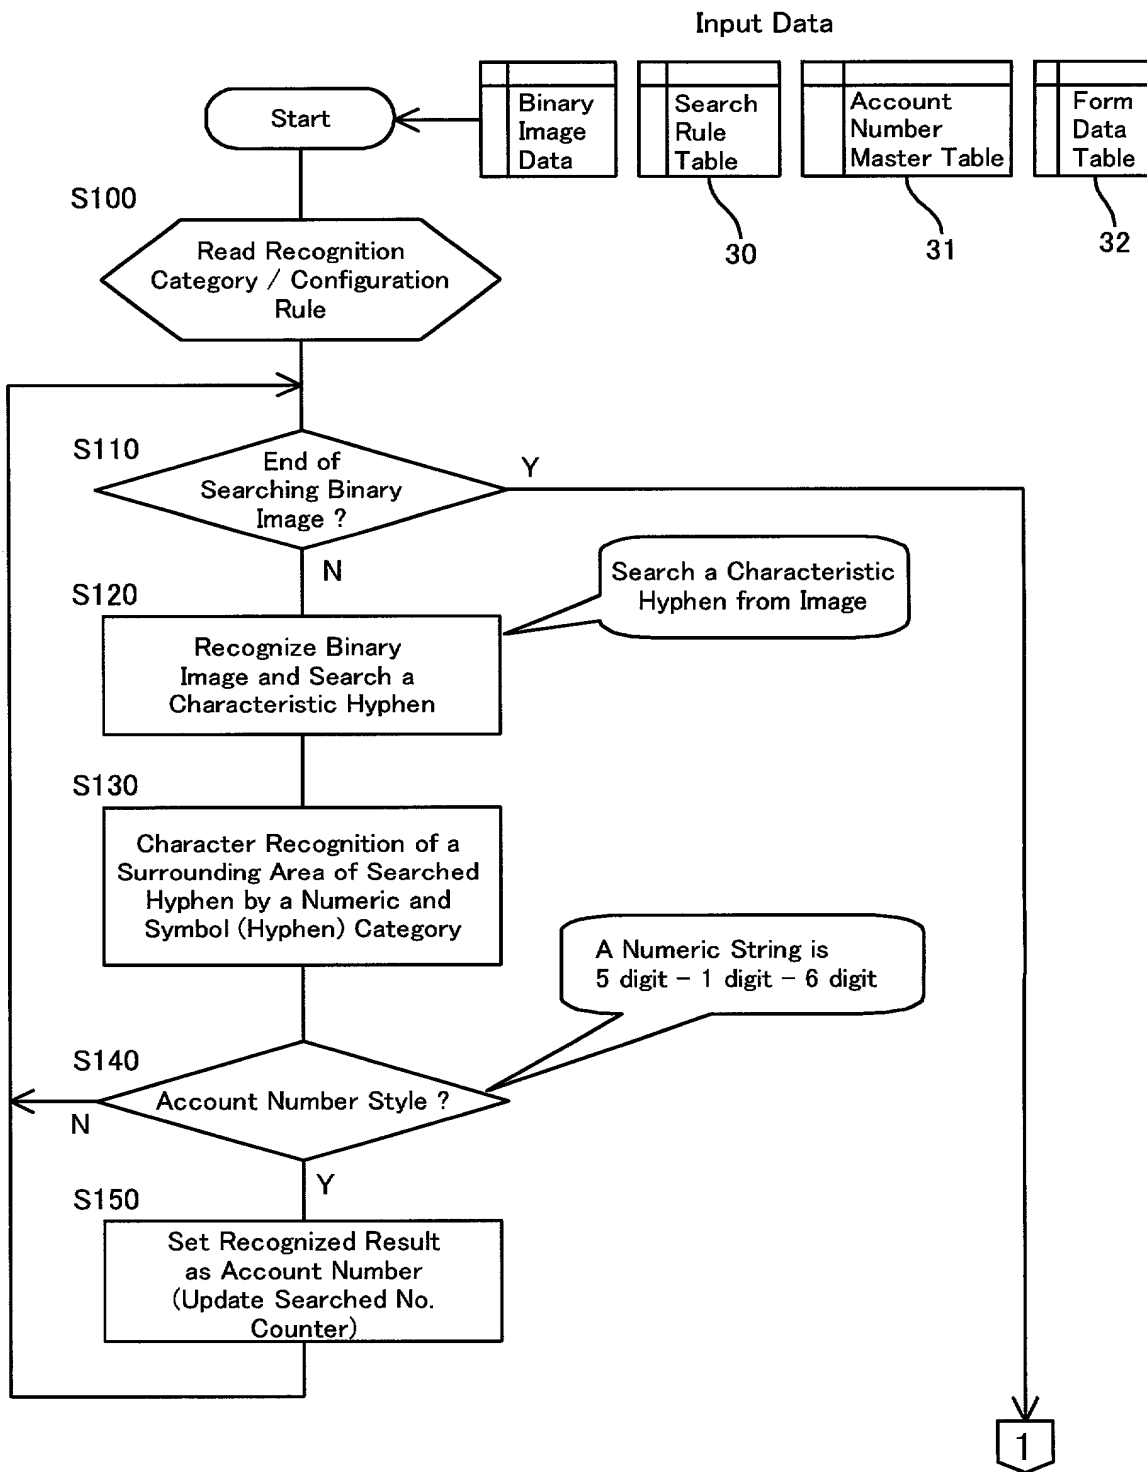 Input Data
Start
Binary
Image
Data
Search
Rule
Table
Account
Number
Master Table
Form
Data
Table
30
31
32
S100
Read Recognition
Category / Configuration
Rule
S110
End of
Searching Binary
Image ?
Y
N
Search a Characteristic
Hyphen from Image
S120
Recognize Binary
Image and Search a
Characteristic Hyphen
S130
Character Recognition of a
Surrounding Area of Searched
Hyphen by a Numeric and
Symbol (Hyphen) Category
A Numeric String is
5 digit − 1 digit − 6 digit
S140
Account Number Style ?
N
Y
S150
Set Recognized Result
as Account Number
(Update Searched No.
Counter)
1